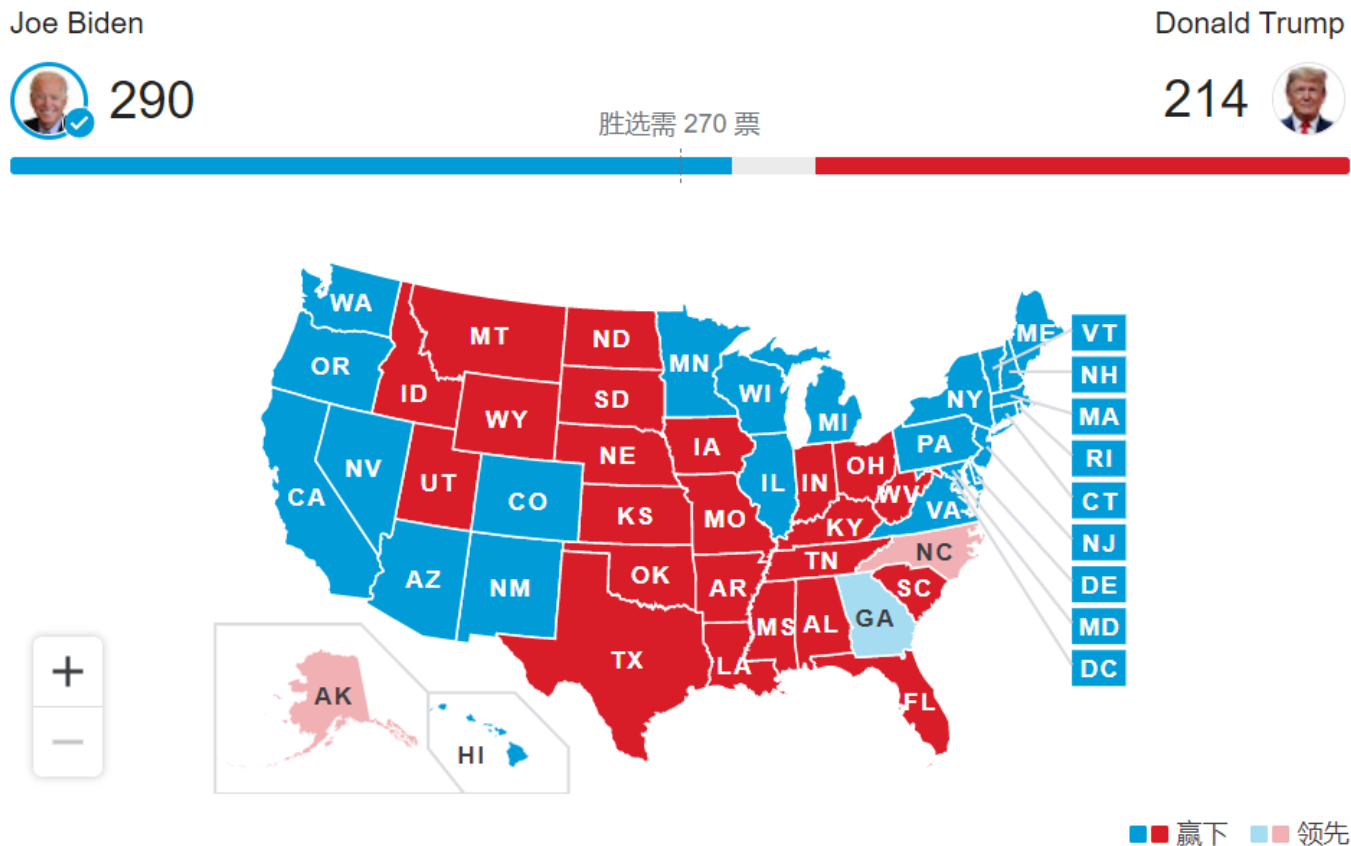 Joe Biden
Donald Trump
290
214
胜选需 270 票
WA
MT
ND
MN
ME
VT
OR
ID
SD
WI
MI
NY
NH
WY
MA
NV
UT
NE
IA
PA
RI
CA
CO
KS
MO
IL
IN
OH
WV
VA
CT
KY
NJ
AZ
NM
OK
AR
TN
NC
DE
SC
MS
AL
GA
MD
TX
LA
FL
DC
AK
HI
+
−
赢下
领先